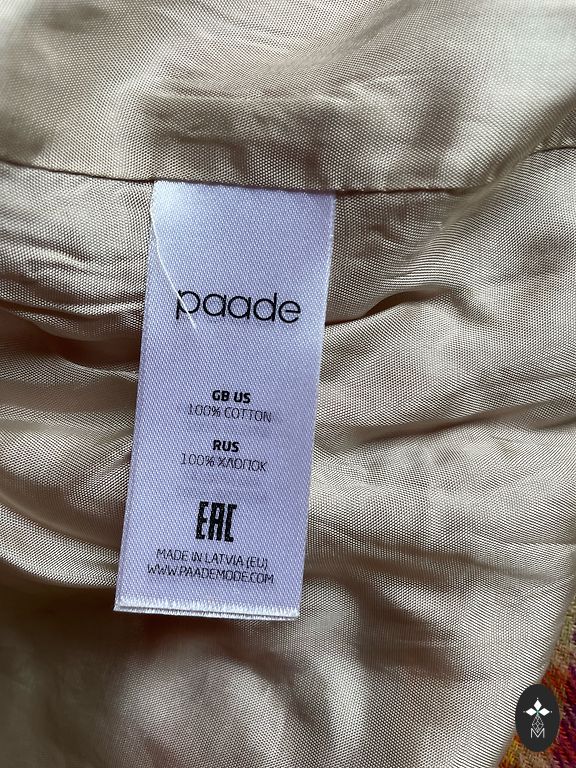 paade
GB US
100% COTTON
RUS
100% ХЛОПОК
EAC
MADE IN LATVIA (EU)
WWW.PAADEMODE.COM
M